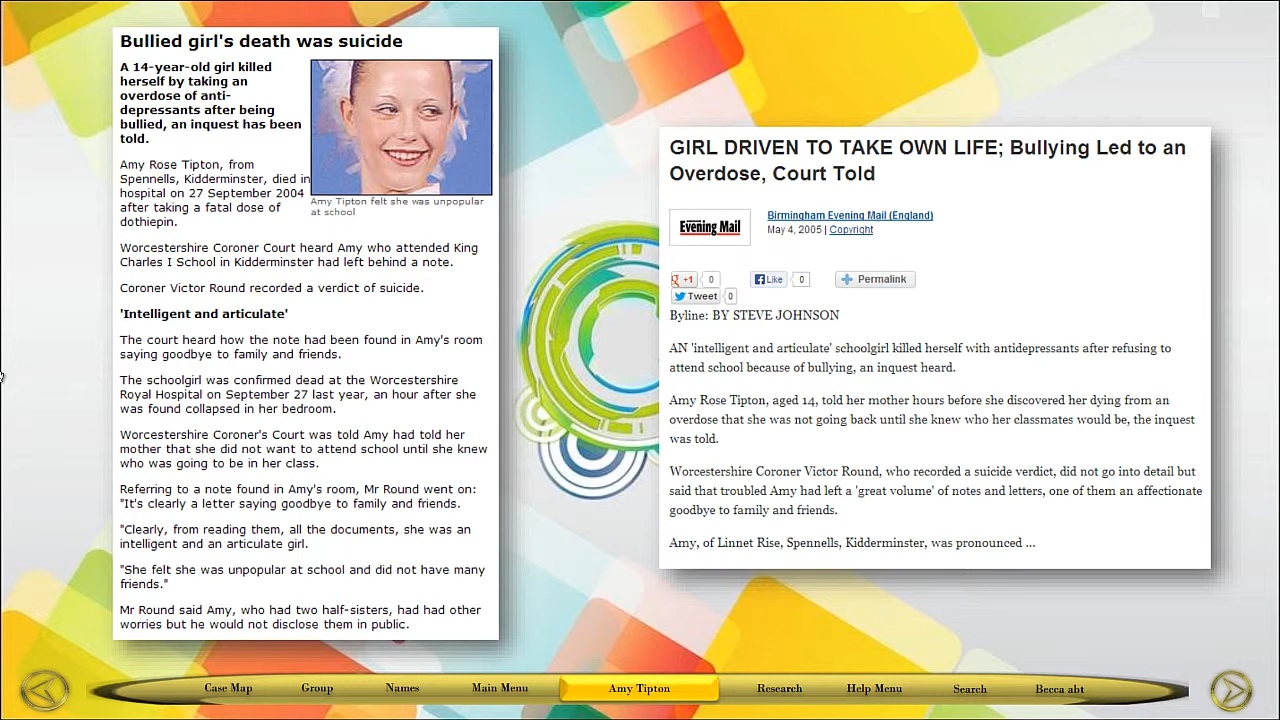 Bullied girl's death was suicide
A 14-year-old girl killed
herself by taking an
overdose of anti-
depressants after being
bullied, an inquest has been
told.
Amy Rose Tipton, from
Spennells, Kidderminster, died in
hospital on 27 September 2004
after taking a fatal dose of
dothiepin.
Amy Tipton felt she was unpopular
at school
Worcestershire Coroner Court heard Amy who attended King
Charles I School in Kidderminster had left behind a note.
Corner Victor Round recorded a verdict of suicide.
'Intelligent and articulate'
The court heard how the note had been found in Amy's room
saying goodbye to family and friends.
The schoolgirl was confirmed dead at the Worcestershire
Royal Hospital on September 27 last year, an hour after she
was found collapsed in her bedroom.
Worcestershire Coroner's Court was told Amy had told her
mother that she did not want to attend school until she knew
who was going to be in her class.
Referring to a note found in Amy's room, Mr Round went on:
"It's clearly a letter saying goodbye to family and friends.
"Clearly, from reading them, all the documents, she was an
intelligent and an articulate girl.
"She felt she was unpopular at school and did not have many
friends."
Mr Round said Amy, who had two half-sisters, had had other
worries but he would not disclose them in public.
GIRL DRIVEN TO TAKE OWN LIFE; Bullying Led to an
Overdose, Court Told
Evening Mail
Birmingham Evening Mail (England)
May 4, 2005 | Copyright
g +1 0 Like 0 Permalink
Tweet 0
Byline: BY STEVE JOHNSON
AN 'intelligent and articulate' schoolgirl killed herself with antidepressants after refusing to
attend school because of bullying, an inquest heard.
Amy Rose Tipton, aged 14, told her mother hours before she discovered her dying from an
overdose that she was not going back until she knew who her classmates would be, the inquest
was told.
Worcestershire Coroner Victor Round, who recorded a suicide verdict, did not go into detail but
said that troubled Amy had left a 'great volume' of notes and letters, one of them an affectionate
goodbye to family and friends.
Amy, of Linnet Rise, Spennells, Kidderminster, was pronounced ...
Case Map Group Names Main Menu Amy Tipton Research Help Menu Search Becca abt